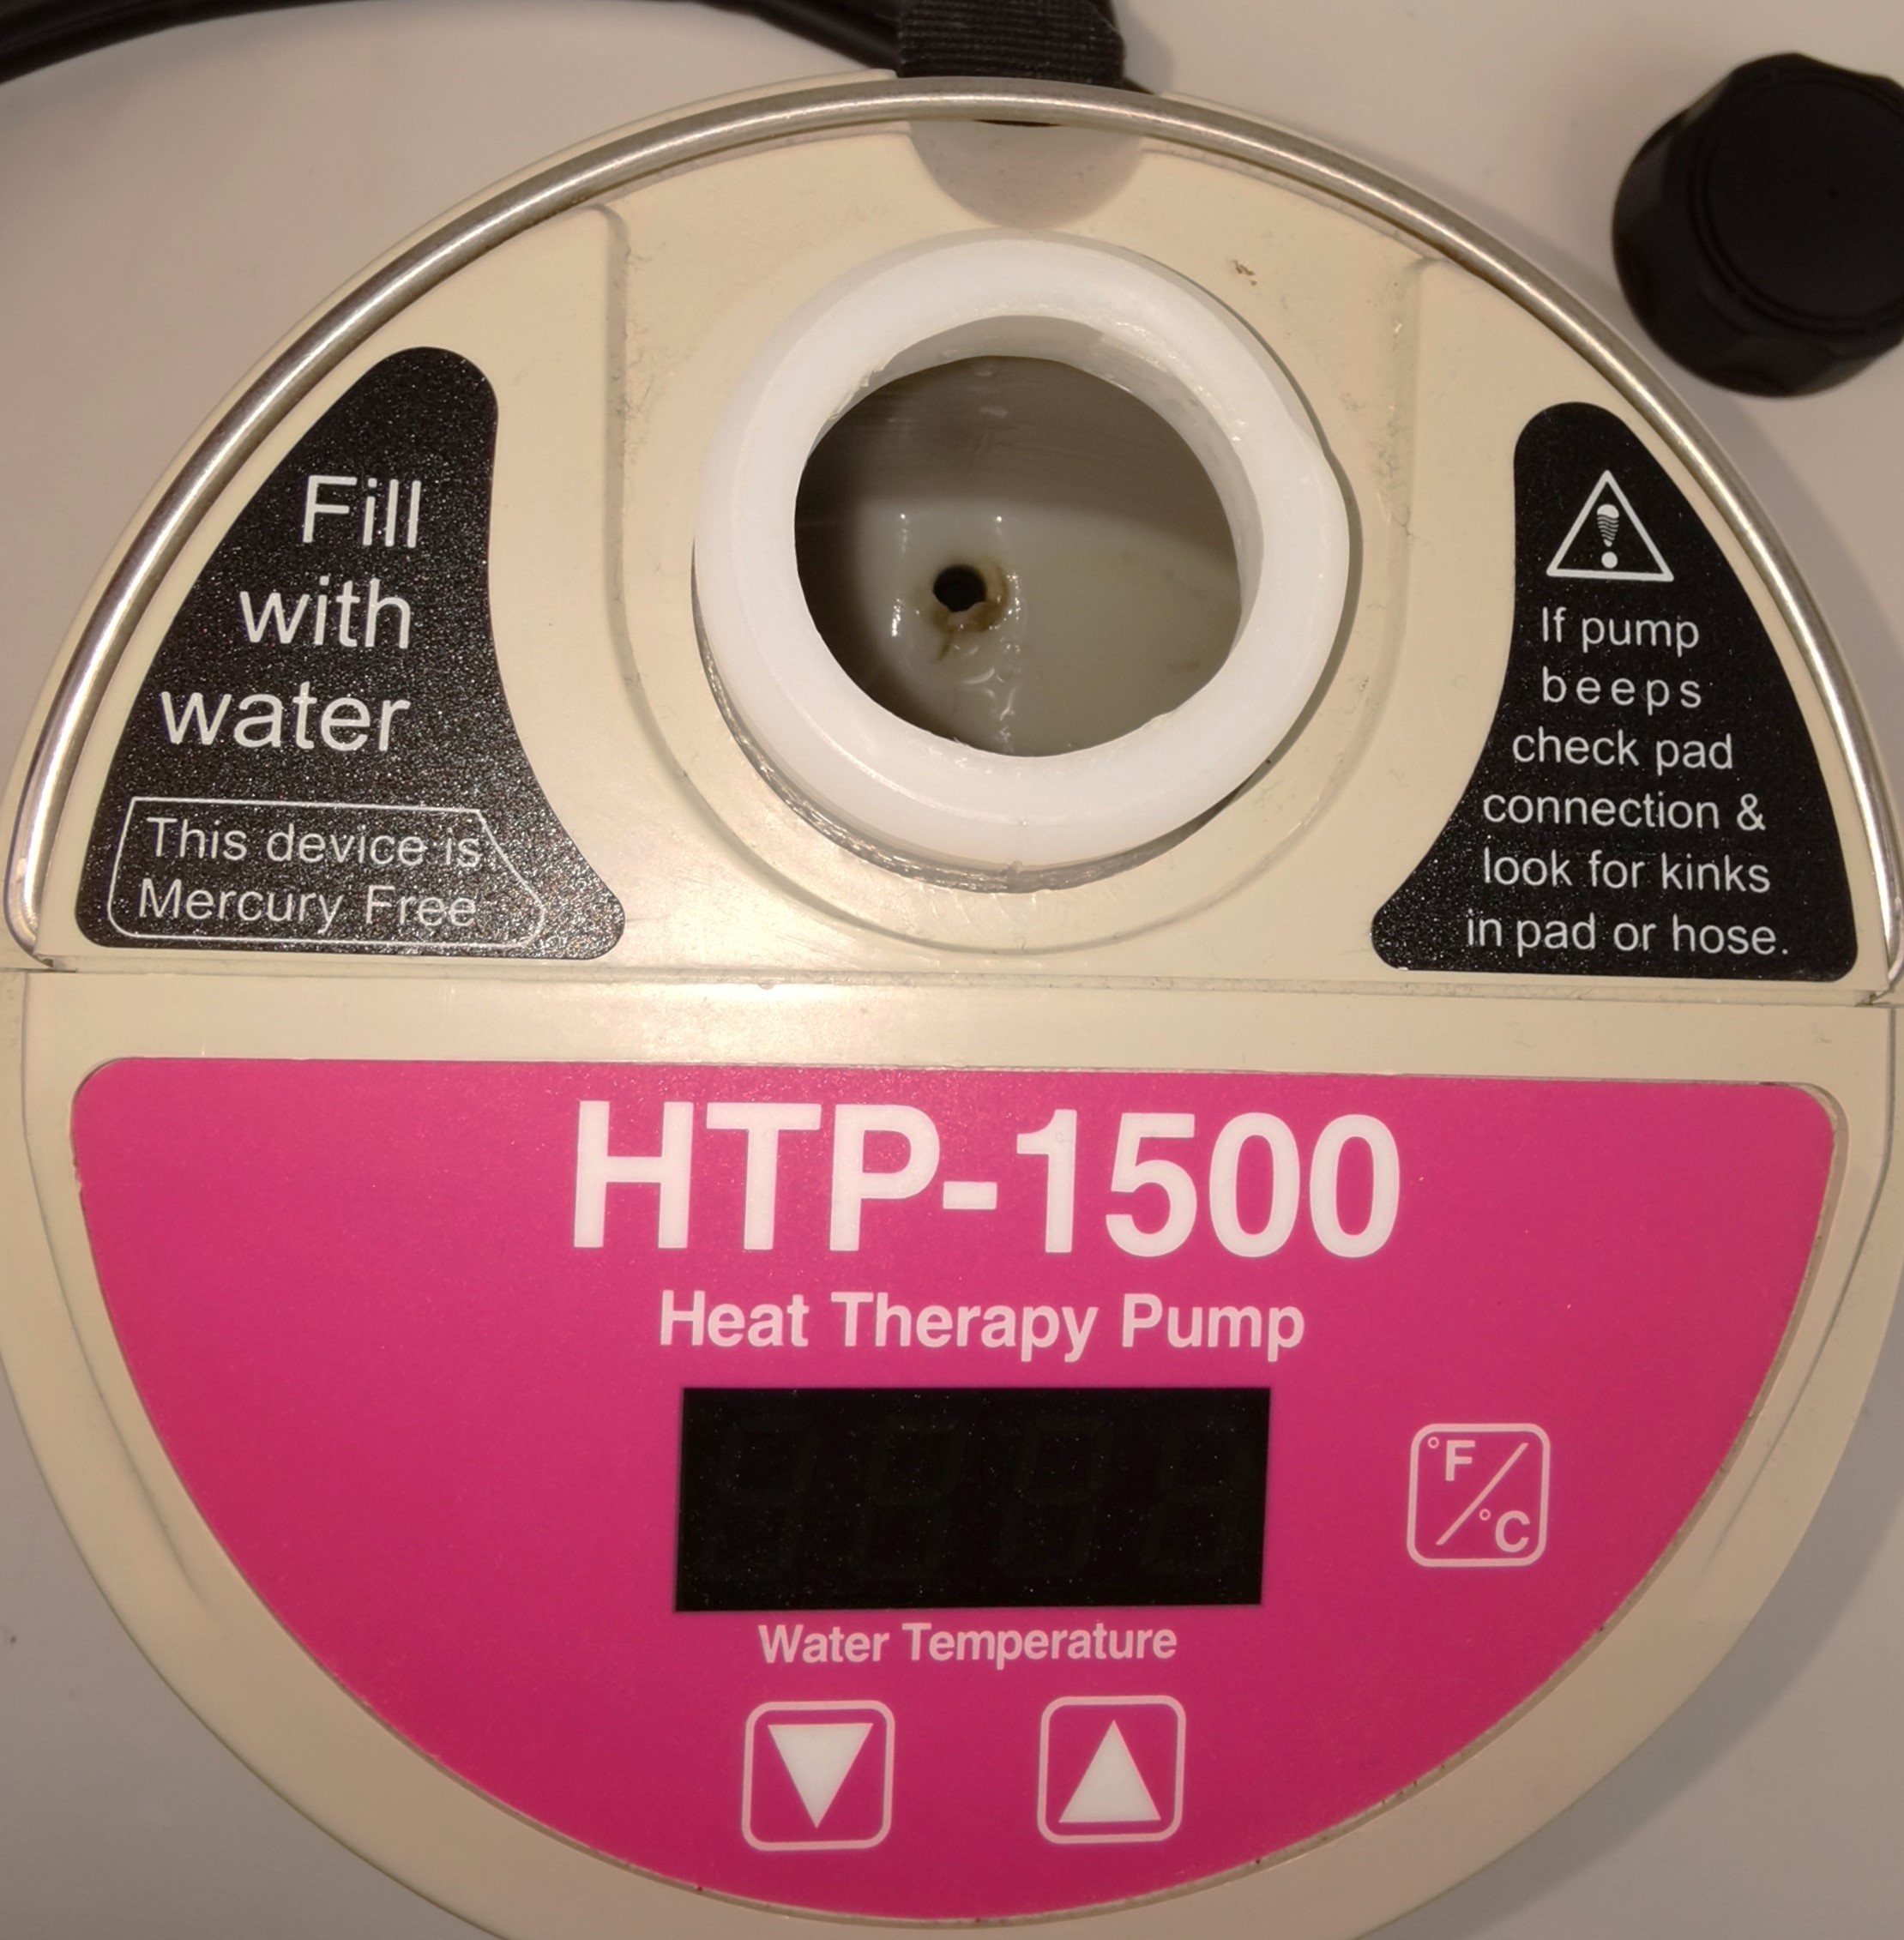 Fill
with
water
This device is
Mercury Free
If pump
beeps
check pad
connection &
look for kinks
in pad or hose.
HTP-1500
Heat Therapy Pump
°F/°C
Water Temperature